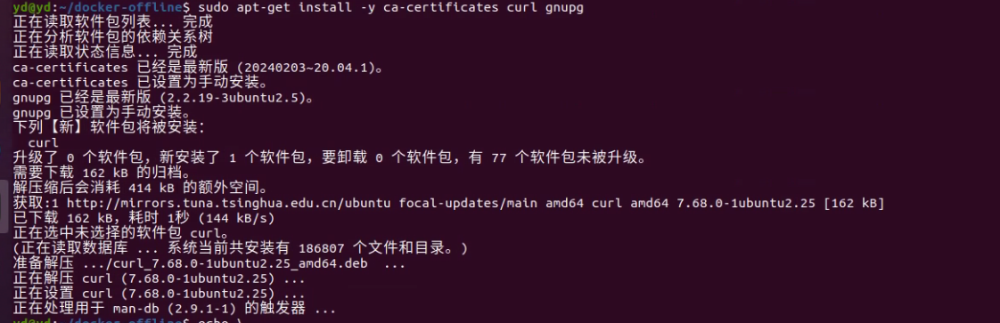 yd@yd:~/docker-offline$ sudo apt-get install -y ca-certificates curl gnupg
正在读取软件包列表... 完成
正在分析软件包的依赖关系树
正在读取状态信息... 完成
ca-certificates 已经是最新版 (20240203~20.04.1)。
ca-certificates 已设置为手动安装。
gnupg 已经是最新版 (2.2.19-3ubuntu2.5)。
gnupg 已设置为手动安装。
下列【新】软件包将被安装：
  curl
升级了 0 个软件包，新安装了 1 个软件包，要卸载 0 个软件包，有 77 个软件包未被升级。
需要下载 162 kB 的归档。
解压缩后会消耗 414 kB 的额外空间。
获取:1 http://mirrors.tuna.tsinghua.edu.cn/ubuntu focal-updates/main amd64 curl amd64 7.68.0-1ubuntu2.25 [162 kB]
已下载 162 kB，耗时 1秒 (144 kB/s)
正在选中未选择的软件包 curl。
(正在读取数据库 ... 系统当前共安装有 186807 个文件和目录。)
准备解压 .../curl_7.68.0-1ubuntu2.25_amd64.deb  ...
正在解压 curl (7.68.0-1ubuntu2.25) ...
正在设置 curl (7.68.0-1ubuntu2.25) ...
正在处理用于 man-db (2.9.1-1) 的触发器 ...
yd@yd:~/docker-offline$ echo \